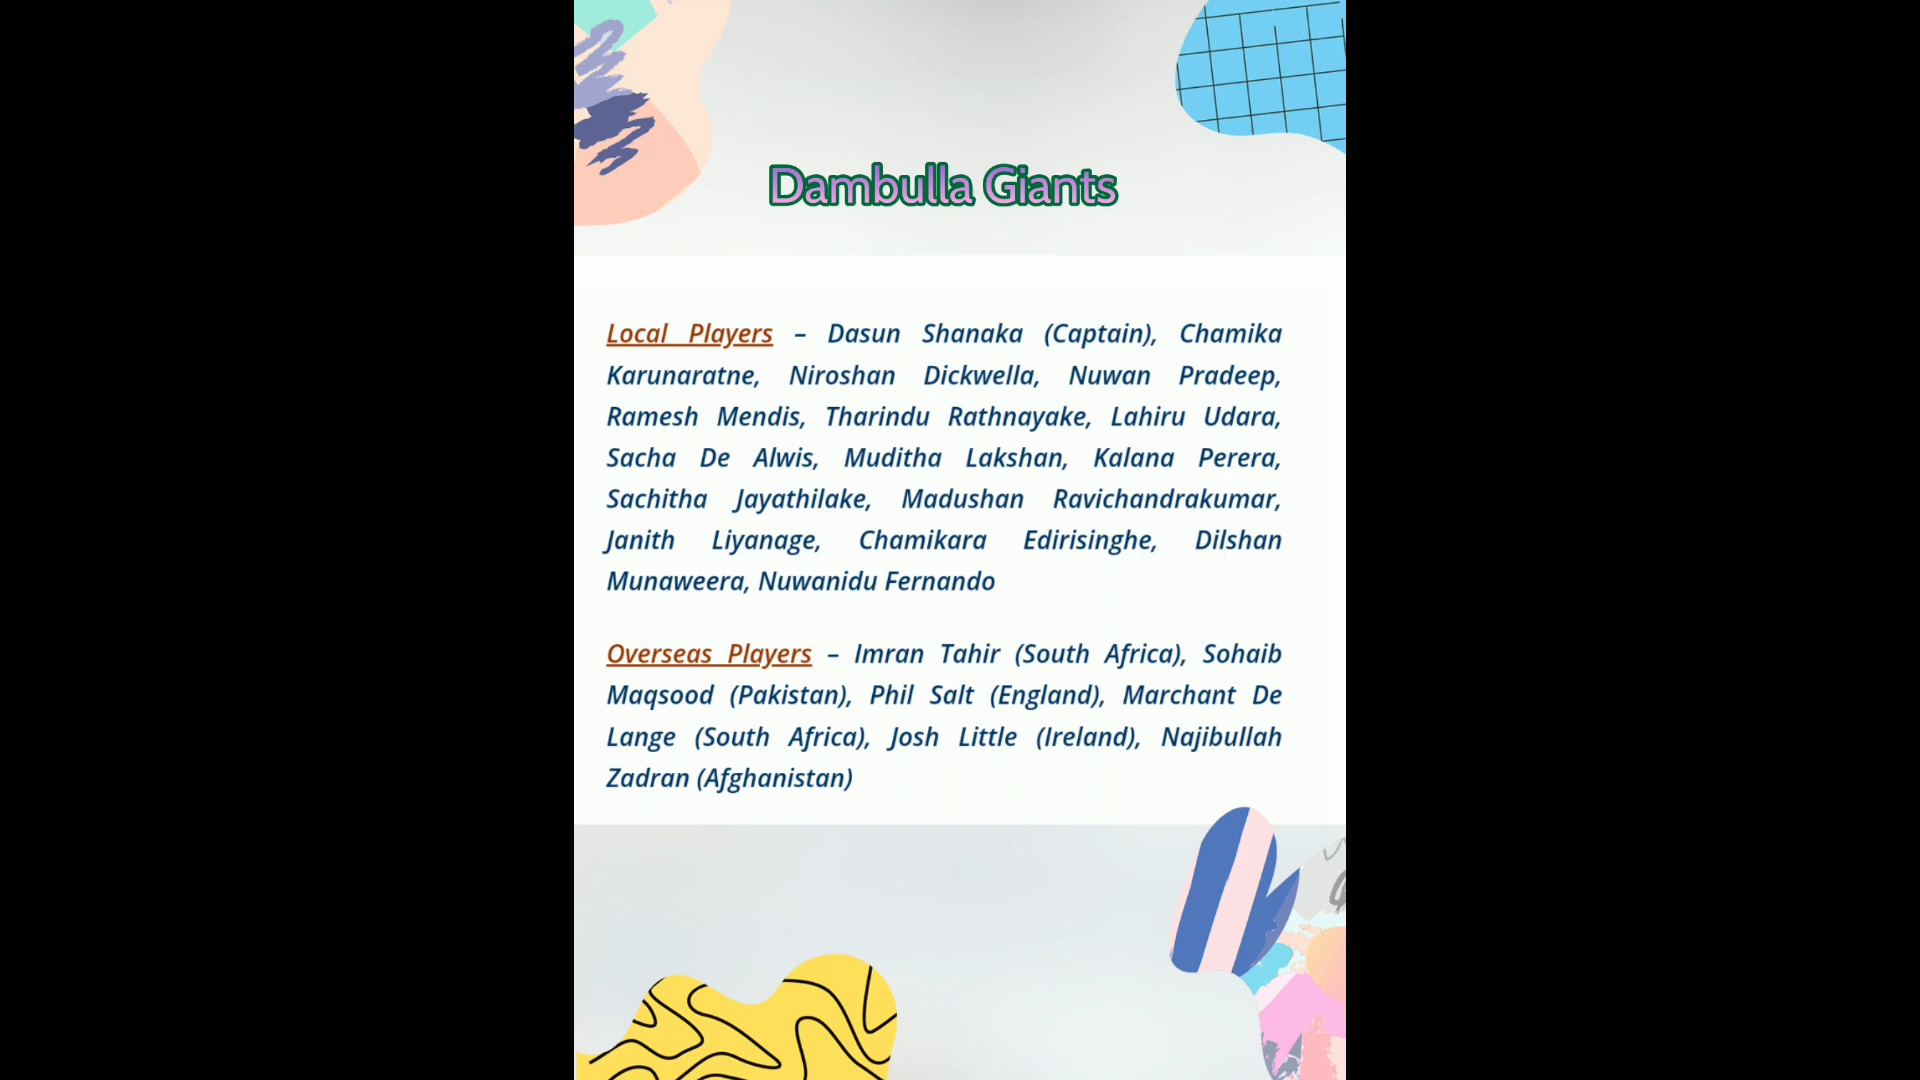 Dambulla Giants
Local Players – Dasun Shanaka (Captain), Chamika
Karunaratne, Niroshan Dickwella, Nuwan Pradeep,
Ramesh Mendis, Tharindu Rathnayake, Lahiru Udara,
Sacha De Alwis, Muditha Lakshan, Kalana Perera,
Sachitha Jayathilake, Madushan Ravichandrakumar,
Janith Liyanage, Chamikara Edirisinghe, Dilshan
Munaweera, Nuwanidu Fernando
Overseas Players – Imran Tahir (South Africa), Sohaib
Maqsood (Pakistan), Phil Salt (England), Marchant De
Lange (South Africa), Josh Little (Ireland), Najibullah
Zadran (Afghanistan)